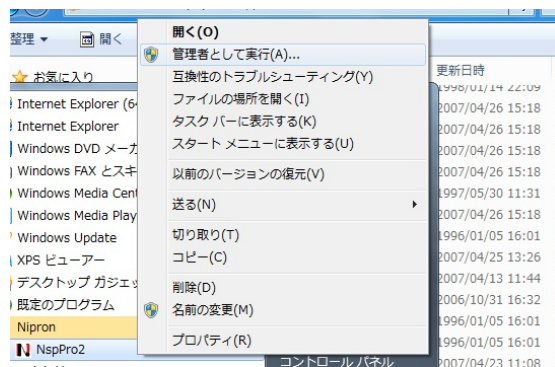 整理 ▼ 開く
お気に入り
Internet Explorer (6
Internet Explorer
Windows DVD メーカ
Windows FAX とスキ
Windows Media Cent
Windows Media Play
Windows Update
XPS ビューアー
デスクトップ ガジェッ
既定のプログラム
Nipron
NspPro2
開く(O)
管理者として実行(A)...
互換性のトラブルシューティング(Y)
ファイルの場所を開く(I)
タスク バーに表示する(K)
スタート メニューに表示する(U)
以前のバージョンの復元(V)
送る(N)
切り取り(T)
コピー(C)
削除(D)
名前の変更(M)
プロパティ(R)
コントロール パネル
更新日時
1998/01/14 22:09
2007/04/26 15:18
2007/04/26 15:18
2007/04/26 15:18
2007/04/26 15:18
1997/05/30 11:31
2007/04/26 15:18
1996/01/05 16:01
2007/04/25 13:26
2007/04/13 11:44
2006/10/31 16:32
1996/01/05 16:01
1996/01/05 16:01
2007/04/23 11:08